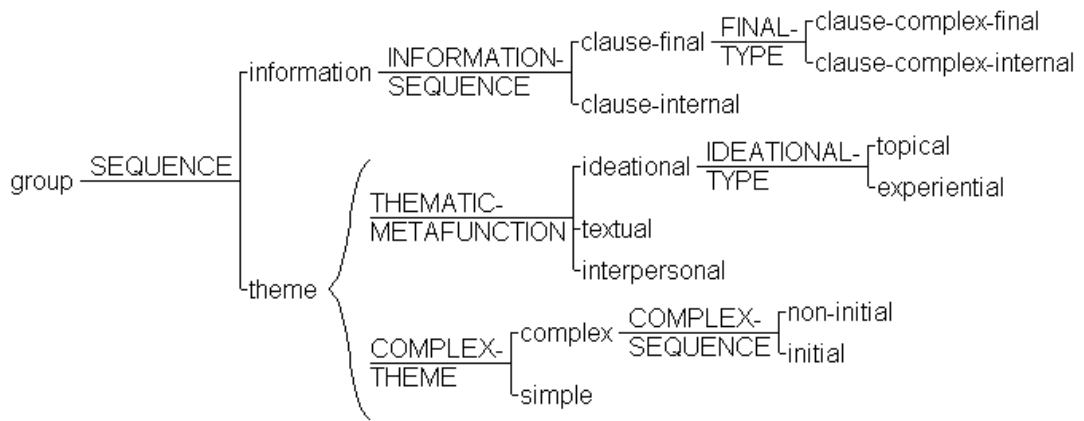 clause-complex-final
clause-final FINAL-TYPE
clause-complex-internal
information INFORMATION-SEQUENCE
clause-internal
group SEQUENCE
topical
ideational IDEATIONAL-TYPE
experiential
THEMATIC-METAFUNCTION
textual
interpersonal
theme
non-initial
complex COMPLEX-SEQUENCE
initial
COMPLEX-THEME
simple